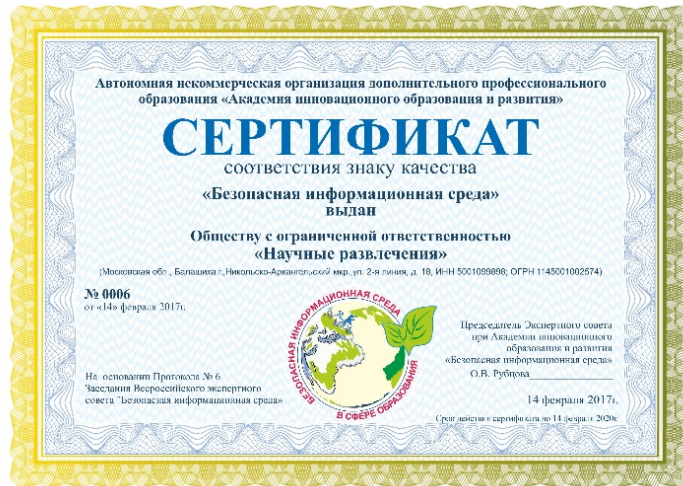 Автономная некоммерческая организация дополнительного профессионального
образования «Академия инновационного образования и развития»
СЕРТИФИКАТ
соответствия знаку качества
«Безопасная информационная среда»
выдан
Обществу с ограниченной ответственностью
«Научные развлечения»
(Московская обл., Балашиха г.,Никольско-Архангельский мкр.,ул. 2-я линия, д. 18, ИНН 5001099898; ОГРН 1145001002574)
№ 0006
от «14» февраля 2017г.
БЕЗОПАСНАЯ ИНФОРМАЦИОННАЯ СРЕДА
В СФЕРЕ ОБРАЗОВАНИЯ
Председатель Экспертного совета
при Академии инновационного
образования и развития
«Безопасная информационная среда»
О.В. Рубцова
На основании Протокола № 6
Заседания Всероссийского экспертного
совета "Безопасная информационная среда"
14 февраля 2017г.
Срок действия сертификата по 14 февраля 2020г.